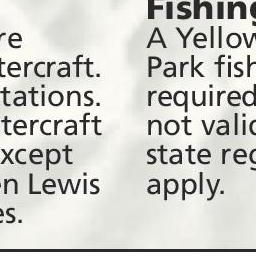 re
tercraft.
tations.
tercraft
xcept
en Lewis
es.
Fishing
A Yellow
Park fish
required
not valid
state reg
apply.